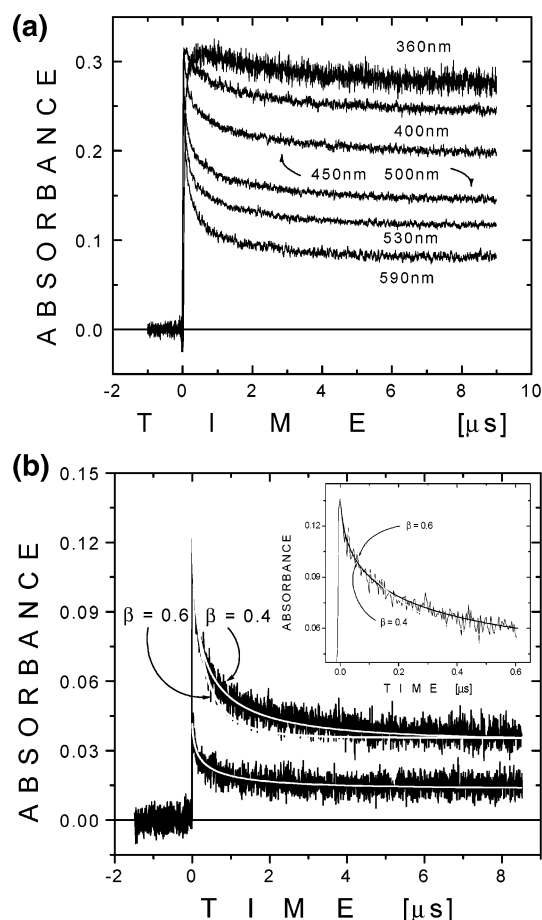 (a)
ABSORBANCE
0.3
0.2
0.1
0.0
360nm
400nm
450nm 500nm
530nm
590nm
-2 0 2 4 6 8 10
T I M E [μs]
(b)
ABSORBANCE
0.15
0.12
0.09
0.06
0.03
0.00
β = 0.6 β = 0.4
ABSORBANCE
0.12
0.09
0.06
β = 0.6
β = 0.4
0.0 0.2 0.4 0.6
T I M E [μs]
-2 0 2 4 6 8
T I M E [μs]